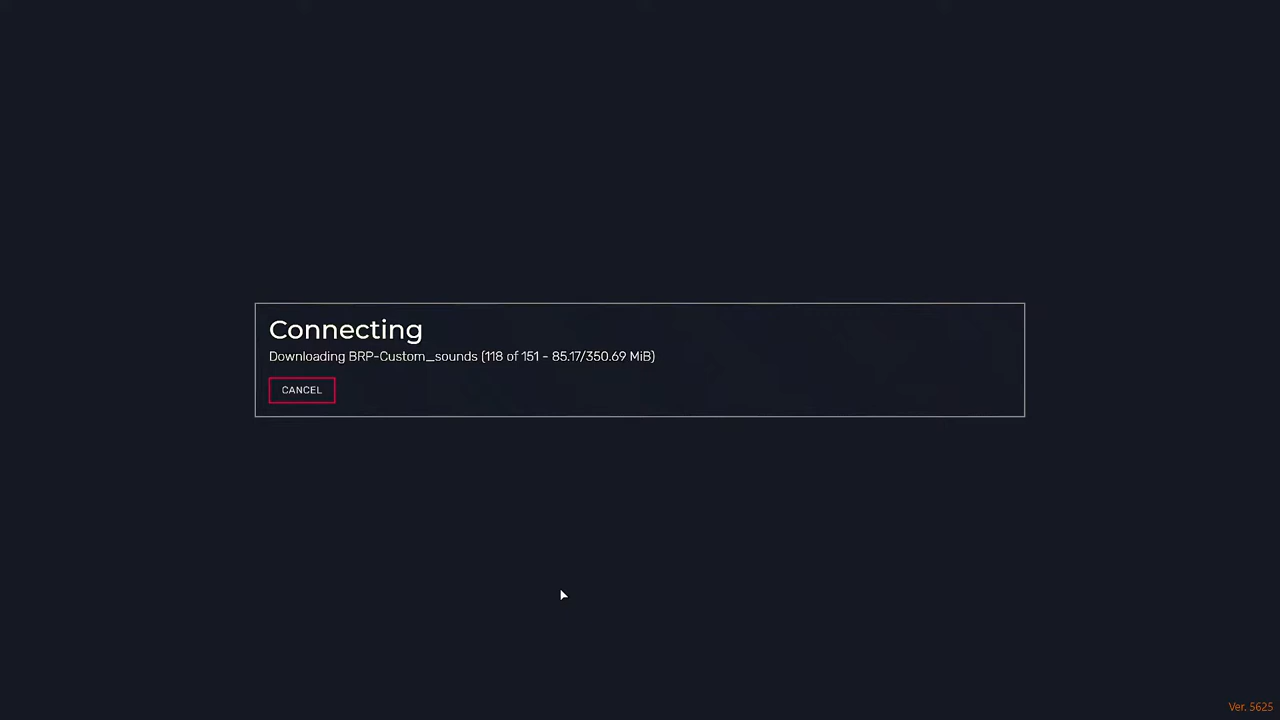 Connecting
Downloading BRP-Custom_sounds (118 of 151 - 85.17/350.69 MiB)
CANCEL
Ver. 5625